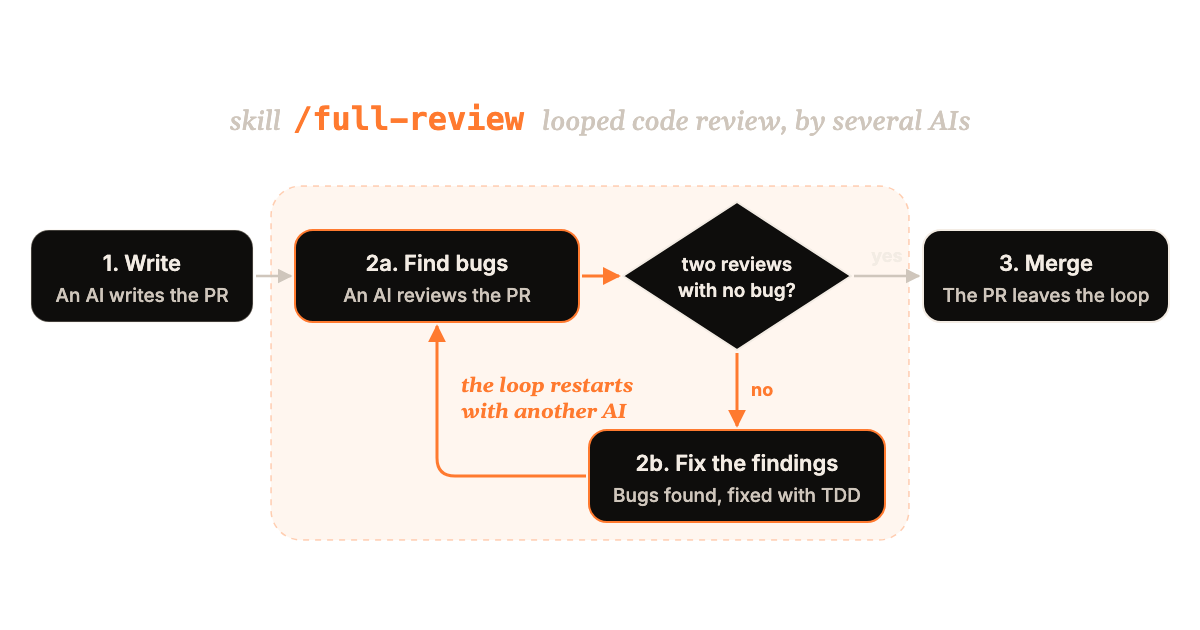 skill /full-review looped code review, by several AIs
1. Write
An AI writes the PR
2a. Find bugs
An AI reviews the PR
two reviews
with no bug?
yes
3. Merge
The PR leaves the loop
the loop restarts
with another AI
no
2b. Fix the findings
Bugs found, fixed with TDD